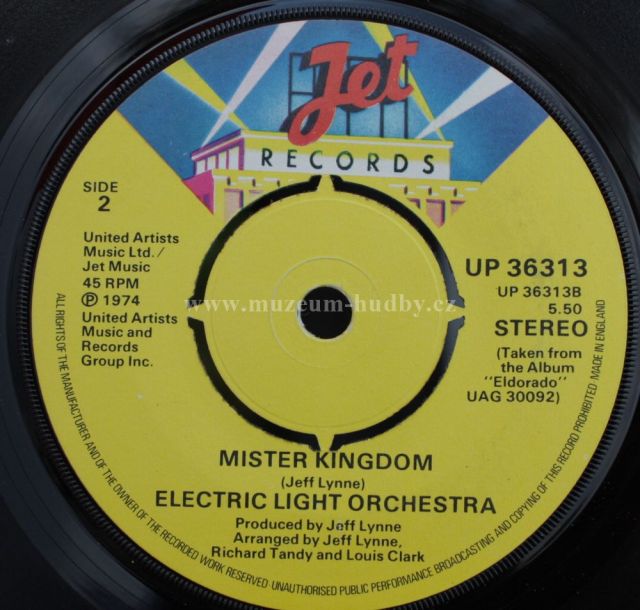 Jet
RECORDS
SIDE
2
United Artists
Music Ltd./
Jet Music
45 RPM
Ⓟ 1974
United Artists
Music and
Records
Group Inc.
UP 36313
UP 36313B
5.50
STEREO
(Taken from
the Album
"Eldorado"
UAG 30092)
www.muzeum-hudby.cz
MISTER KINGDOM
(Jeff Lynne)
ELECTRIC LIGHT ORCHESTRA
Produced by Jeff Lynne
Arranged by Jeff Lynne,
Richard Tandy and Louis Clark
ALL RIGHTS OF THE MANUFACTURER AND OF THE OWNER OF THE RECORDED WORK RESERVED·UNAUTHORISED PUBLIC PERFORMANCE BROADCASTING AND COPYING OF THIS RECORD PROHIBITED MADE IN ENGLAND